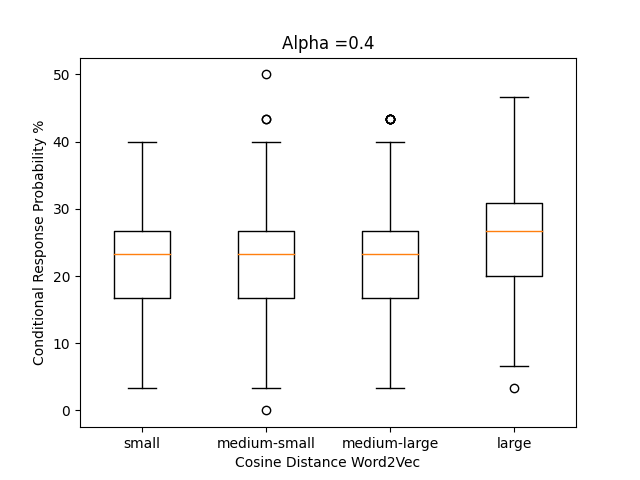 Alpha =0.4
Conditional Response Probability %
50
40
30
20
10
0
small medium-small medium-large large
Cosine Distance Word2Vec